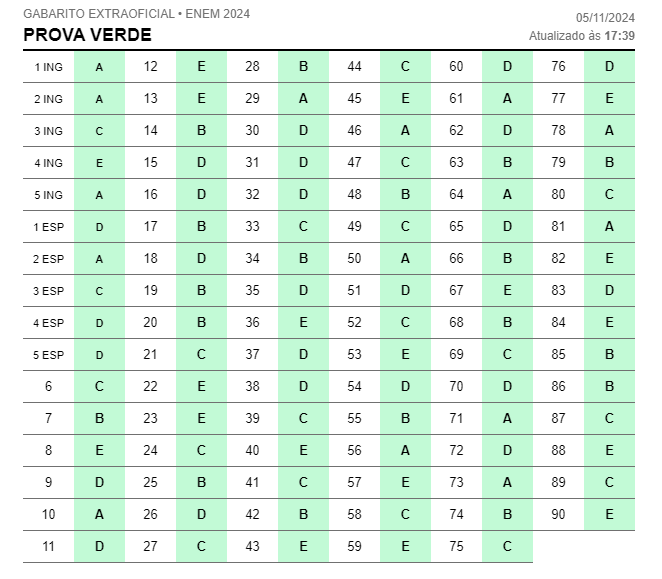 GABARITO EXTRAOFICIAL • ENEM 2024
05/11/2024
PROVA VERDE
Atualizado às 17:39
1 ING A 12 E 28 B 44 C 60 D 76 D
2 ING A 13 E 29 A 45 E 61 A 77 E
3 ING C 14 B 30 D 46 A 62 D 78 A
4 ING E 15 D 31 D 47 C 63 B 79 B
5 ING A 16 D 32 D 48 B 64 A 80 C
1 ESP D 17 B 33 C 49 C 65 D 81 A
2 ESP A 18 D 34 B 50 A 66 B 82 E
3 ESP C 19 B 35 D 51 D 67 E 83 D
4 ESP D 20 B 36 E 52 C 68 B 84 E
5 ESP D 21 C 37 D 53 E 69 C 85 B
6 C 22 E 38 D 54 D 70 D 86 B
7 B 23 E 39 C 55 B 71 A 87 C
8 E 24 C 40 E 56 A 72 D 88 E
9 D 25 B 41 C 57 E 73 A 89 C
10 A 26 D 42 B 58 C 74 B 90 E
11 D 27 C 43 E 59 E 75 C